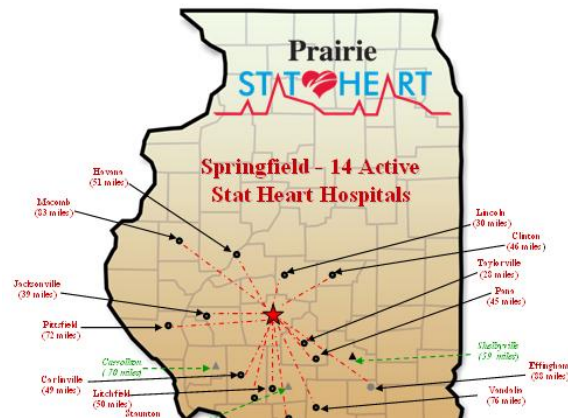 Prairie
STAT HEART
Springfield - 14 Active
Stat Heart Hospitals
Havana
(51 miles)
Macomb
(83 miles)
Lincoln
(30 miles)
Clinton
(46 miles)
Taylorville
(28 miles)
Pana
(45 miles)
Jacksonville
(39 miles)
Pittsfield
(72 miles)
Shelbyville
(59 miles)
Carrollton
(70 miles)
Effingham
(88 miles)
Carlinville
(49 miles)
Litchfield
(50 miles)
Vandalia
(76 miles)
Staunton